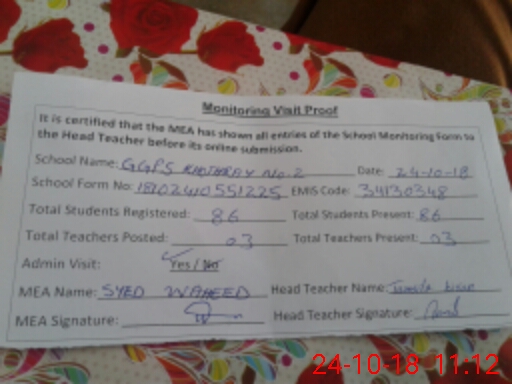 Monitoring Visit Proof
It is certified that the MEA has shown all entries of the School Monitoring Form to
the Head Teacher before its online submission.
School Name: GGPS No.2 Date: 24-10-18
School Form No: 18102410551225 EMIS Code: 34130348
Total Students Registered: 86 Total Students Present: 86
Total Teachers Posted: 03 Total Teachers Present: 03
Admin Visit: Yes / No
MEA Name: SYED WAHEED Head Teacher Name:
MEA Signature: Head Teacher Signature:
24-10-18 11:12